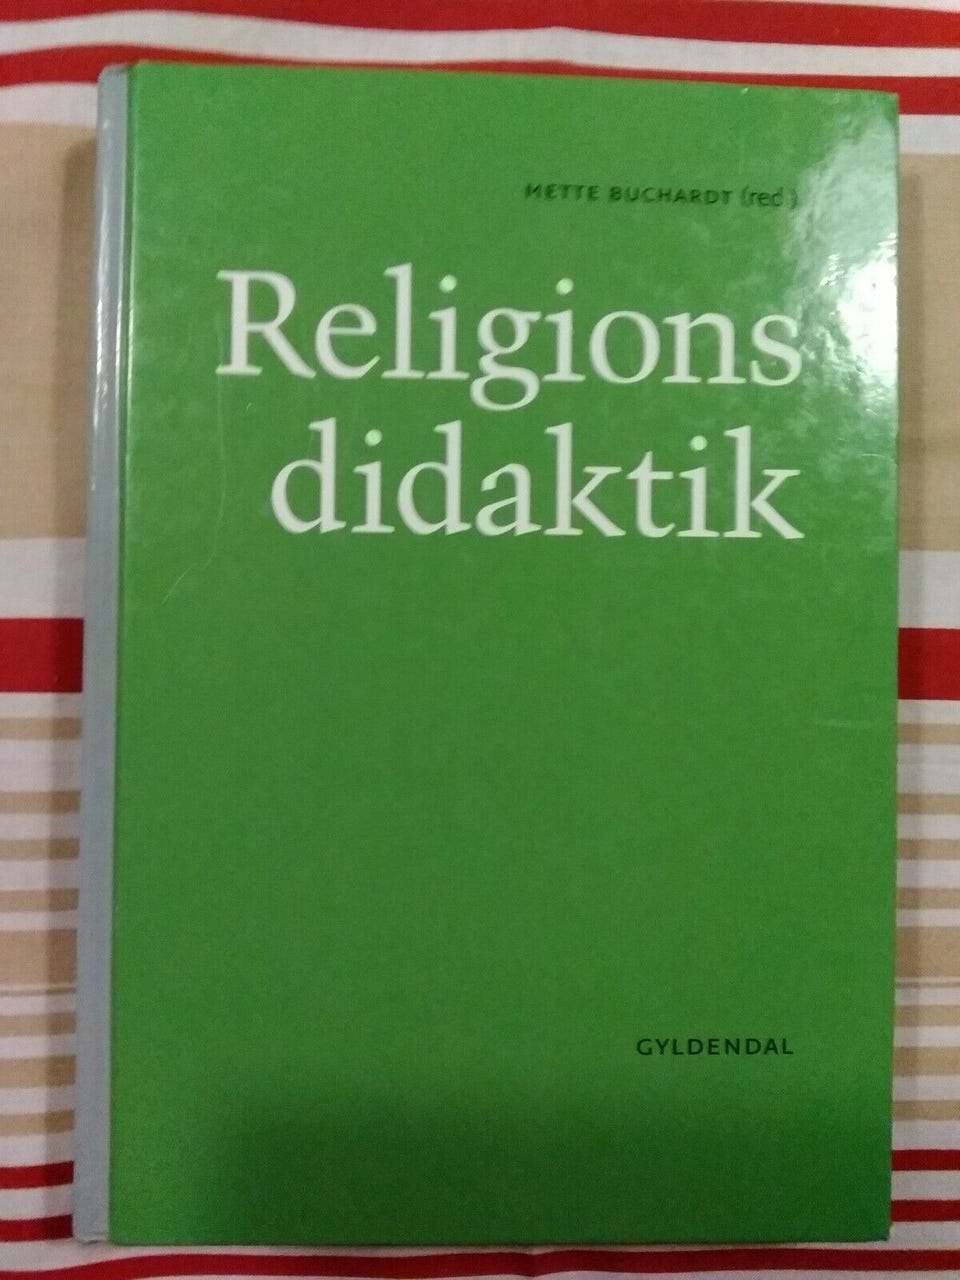 METTE BUCHARDT (red.)
Religions
didaktik
GYLDENDAL